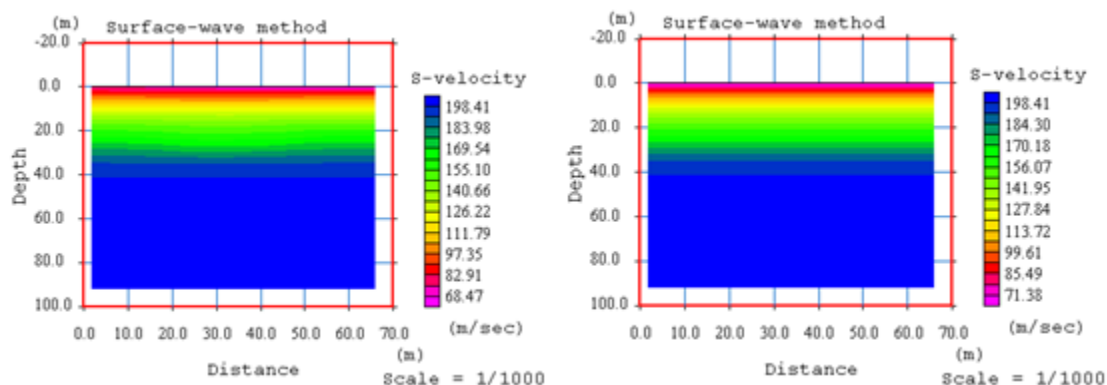 (m) Surface-wave method
-20.0
0.0
20.0
40.0
60.0
80.0
100.0
Depth
0.0 10.0 20.0 30.0 40.0 50.0 60.0 70.0
(m)
Distance
Scale = 1/1000
S-velocity
198.41
183.98
169.54
155.10
140.66
126.22
111.79
97.35
82.91
68.47
(m/sec)
(m) Surface-wave method
-20.0
0.0
20.0
40.0
60.0
80.0
100.0
Depth
0.0 10.0 20.0 30.0 40.0 50.0 60.0 70.0
(m)
Distance
Scale = 1/1000
S-velocity
198.41
184.30
170.18
156.07
141.95
127.84
113.72
99.61
85.49
71.38
(m/sec)